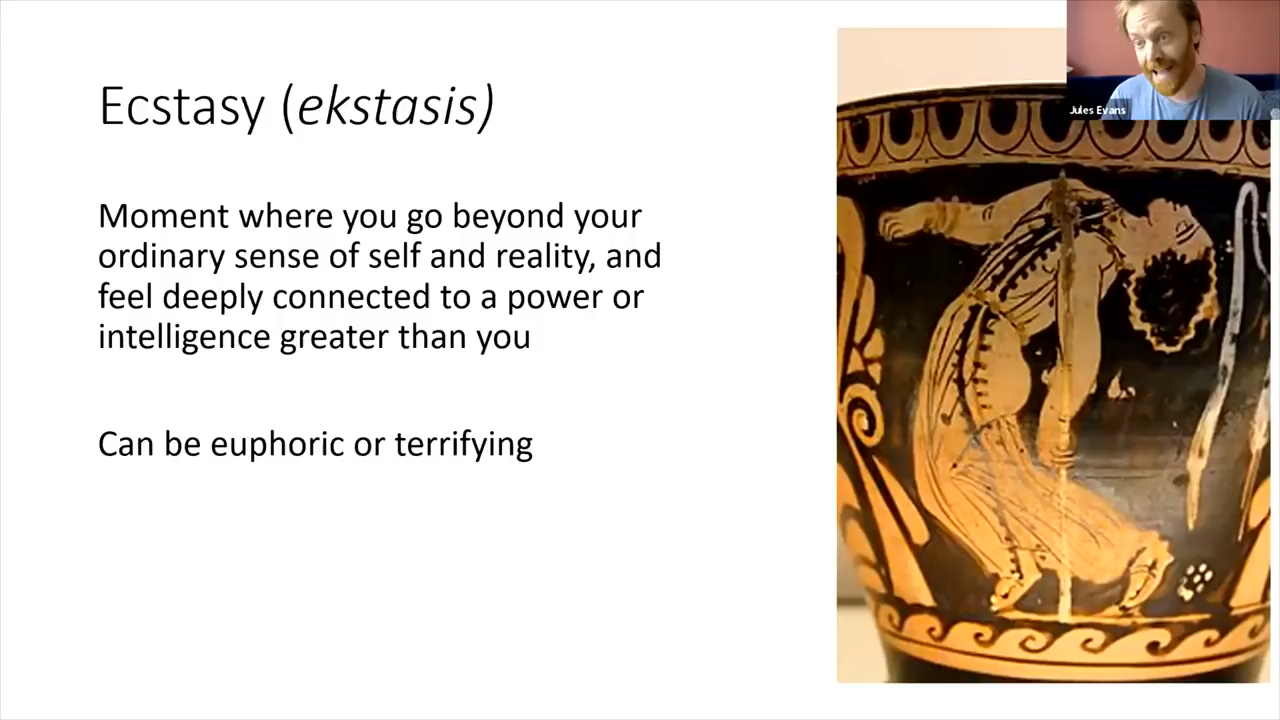 Jules Evans
Ecstasy (ekstasis)
Moment where you go beyond your
ordinary sense of self and reality, and
feel deeply connected to a power or
intelligence greater than you
Can be euphoric or terrifying